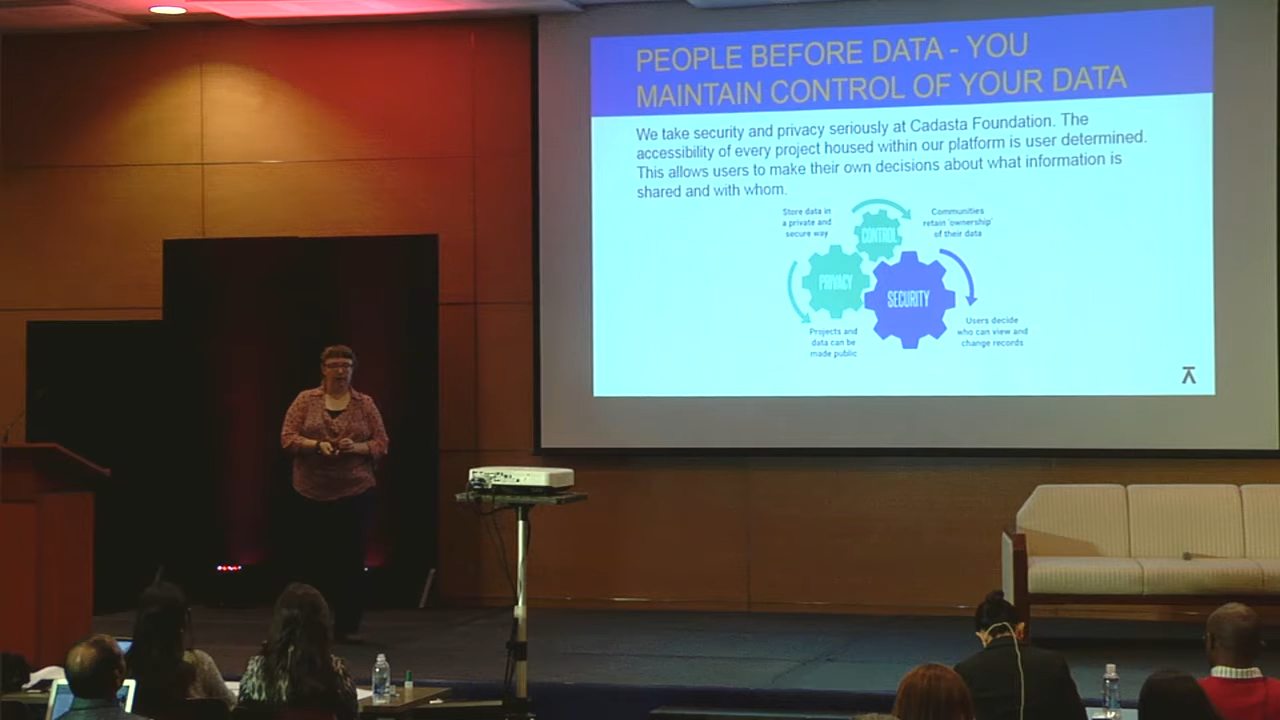 PEOPLE BEFORE DATA - YOU
MAINTAIN CONTROL OF YOUR DATA
We take security and privacy seriously at Cadasta Foundation. The
accessibility of every project housed within our platform is user determined.
This allows users to make their own decisions about what information is
shared and with whom.
Store data in
a private and
secure way
CONTROL
Communities
retain 'ownership'
of their data
PRIVACY
SECURITY
Projects and
data can be
made public
Users decide
who can view and
change records